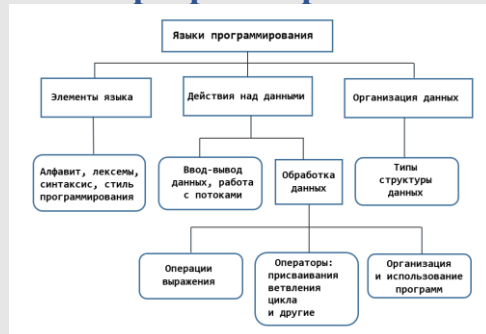 Языки программирования
Элементы языка
Действия над данными
Организация данных
Алфавит, лексемы,
синтаксис, стиль
программирования
Ввод-вывод
данных, работа
с потоками
Обработка
данных
Типы
структуры
данных
Операции
выражения
Операторы:
присваивания
ветвления
цикла
и другие
Организация
и использование
программ